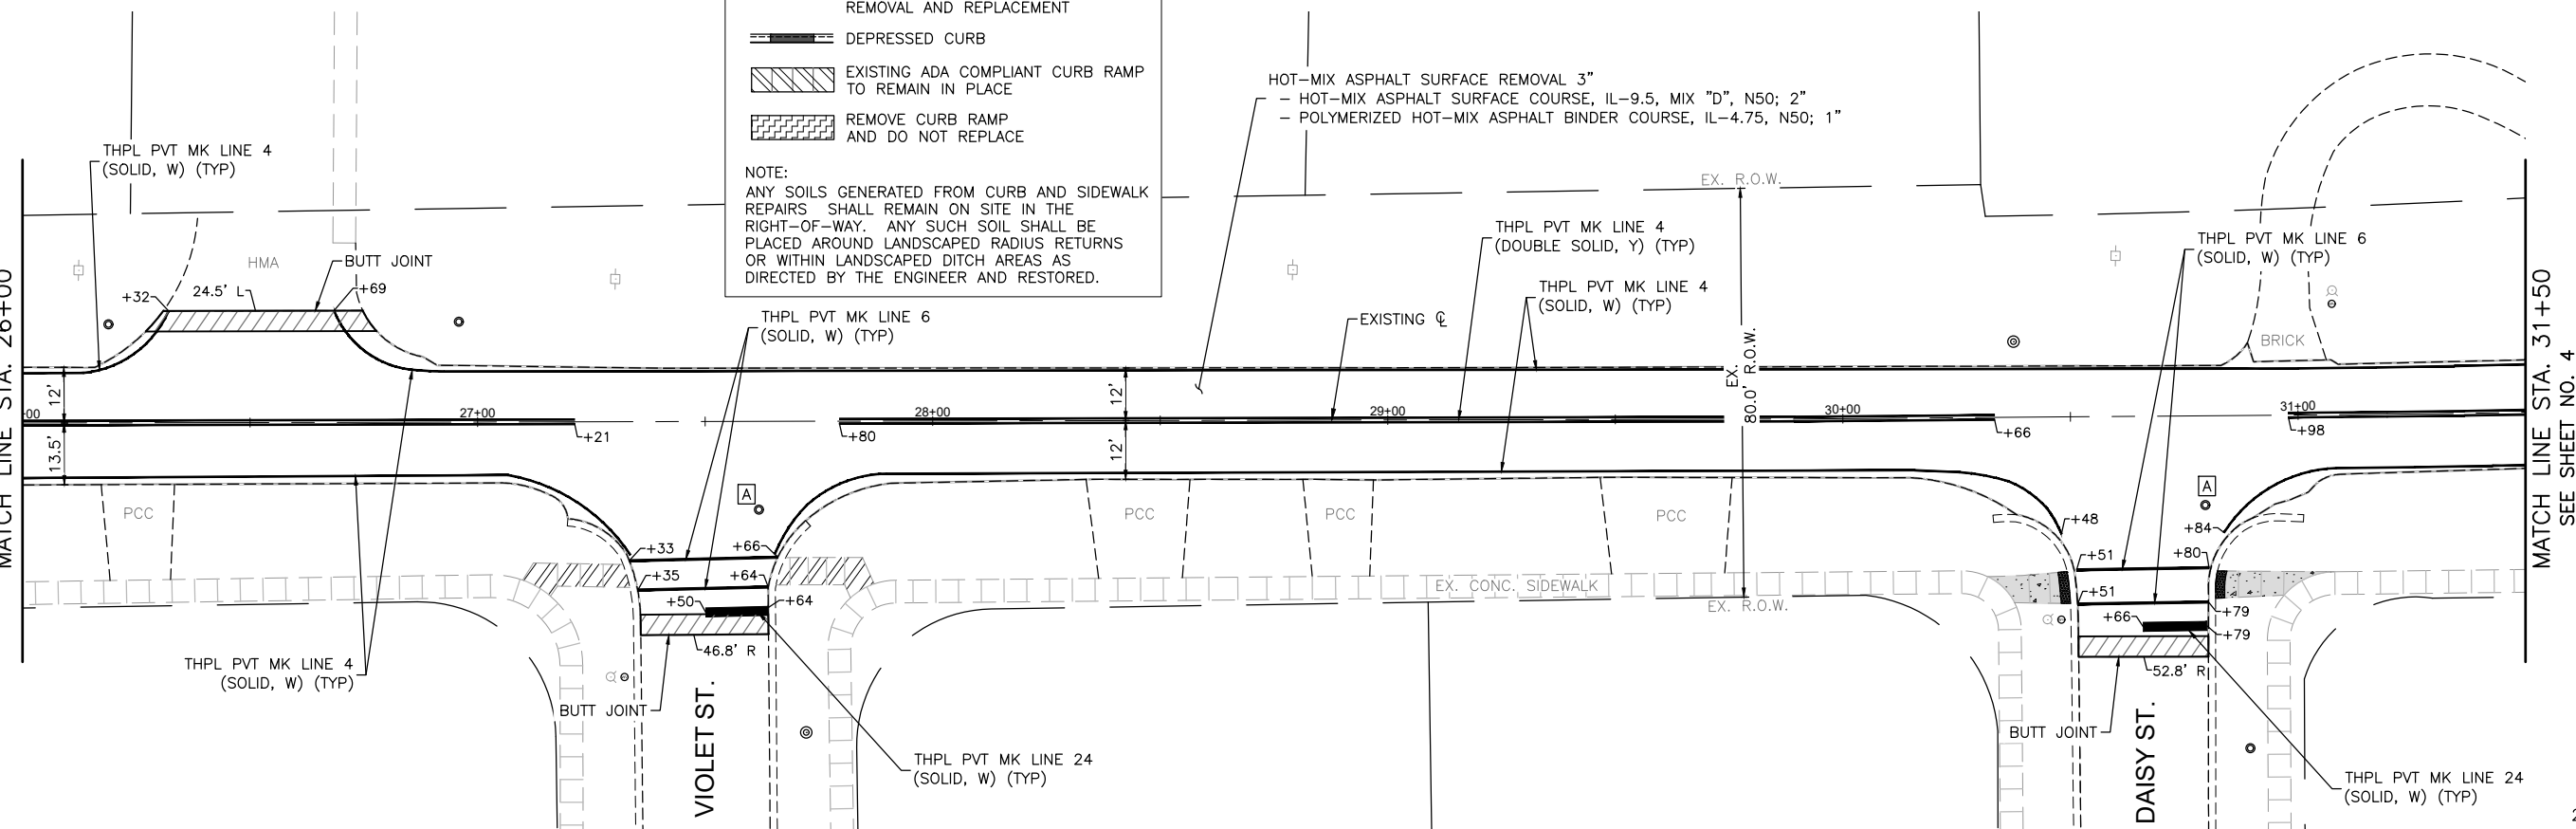 REMOVAL AND REPLACEMENT
DEPRESSED CURB
EXISTING ADA COMPLIANT CURB RAMP
TO REMAIN IN PLACE
REMOVE CURB RAMP
AND DO NOT REPLACE
NOTE:
ANY SOILS GENERATED FROM CURB AND SIDEWALK
REPAIRS SHALL REMAIN ON SITE IN THE
RIGHT-OF-WAY. ANY SUCH SOIL SHALL BE
PLACED AROUND LANDSCAPED RADIUS RETURNS
OR WITHIN LANDSCAPED DITCH AREAS AS
DIRECTED BY THE ENGINEER AND RESTORED.
HOT-MIX ASPHALT SURFACE REMOVAL 3"
- HOT-MIX ASPHALT SURFACE COURSE, IL-9.5, MIX "D", N50; 2"
- POLYMERIZED HOT-MIX ASPHALT BINDER COURSE, IL-4.75, N50; 1"
MATCH LINE STA. 26+00
THPL PVT MK LINE 4
(SOLID, W) (TYP)
HMA
BUTT JOINT
+32
24.5' L
+69
THPL PVT MK LINE 6
(SOLID, W) (TYP)
EX. R.O.W.
THPL PVT MK LINE 4
(DOUBLE SOLID, Y) (TYP)
THPL PVT MK LINE 4
(SOLID, W) (TYP)
EXISTING ℄
EX.
80.0' R.O.W.
THPL PVT MK LINE 6
(SOLID, W) (TYP)
BRICK
MATCH LINE STA. 31+50
SEE SHEET NO. 4
12'
13.5'
00
27+00
+21
+80
28+00
12'
12'
29+00
30+00
+66
31+00
+98
PCC
A
PCC
PCC
PCC
A
+33
+66
+35
+64
+50
+64
46.8' R
EX. CONC. SIDEWALK
EX. R.O.W.
+48
+84
+51
+80
+51
+79
+66
+79
52.8' R
THPL PVT MK LINE 4
(SOLID, W) (TYP)
BUTT JOINT
VIOLET ST.
THPL PVT MK LINE 24
(SOLID, W) (TYP)
BUTT JOINT
DAISY ST.
THPL PVT MK LINE 24
(SOLID, W) (TYP)